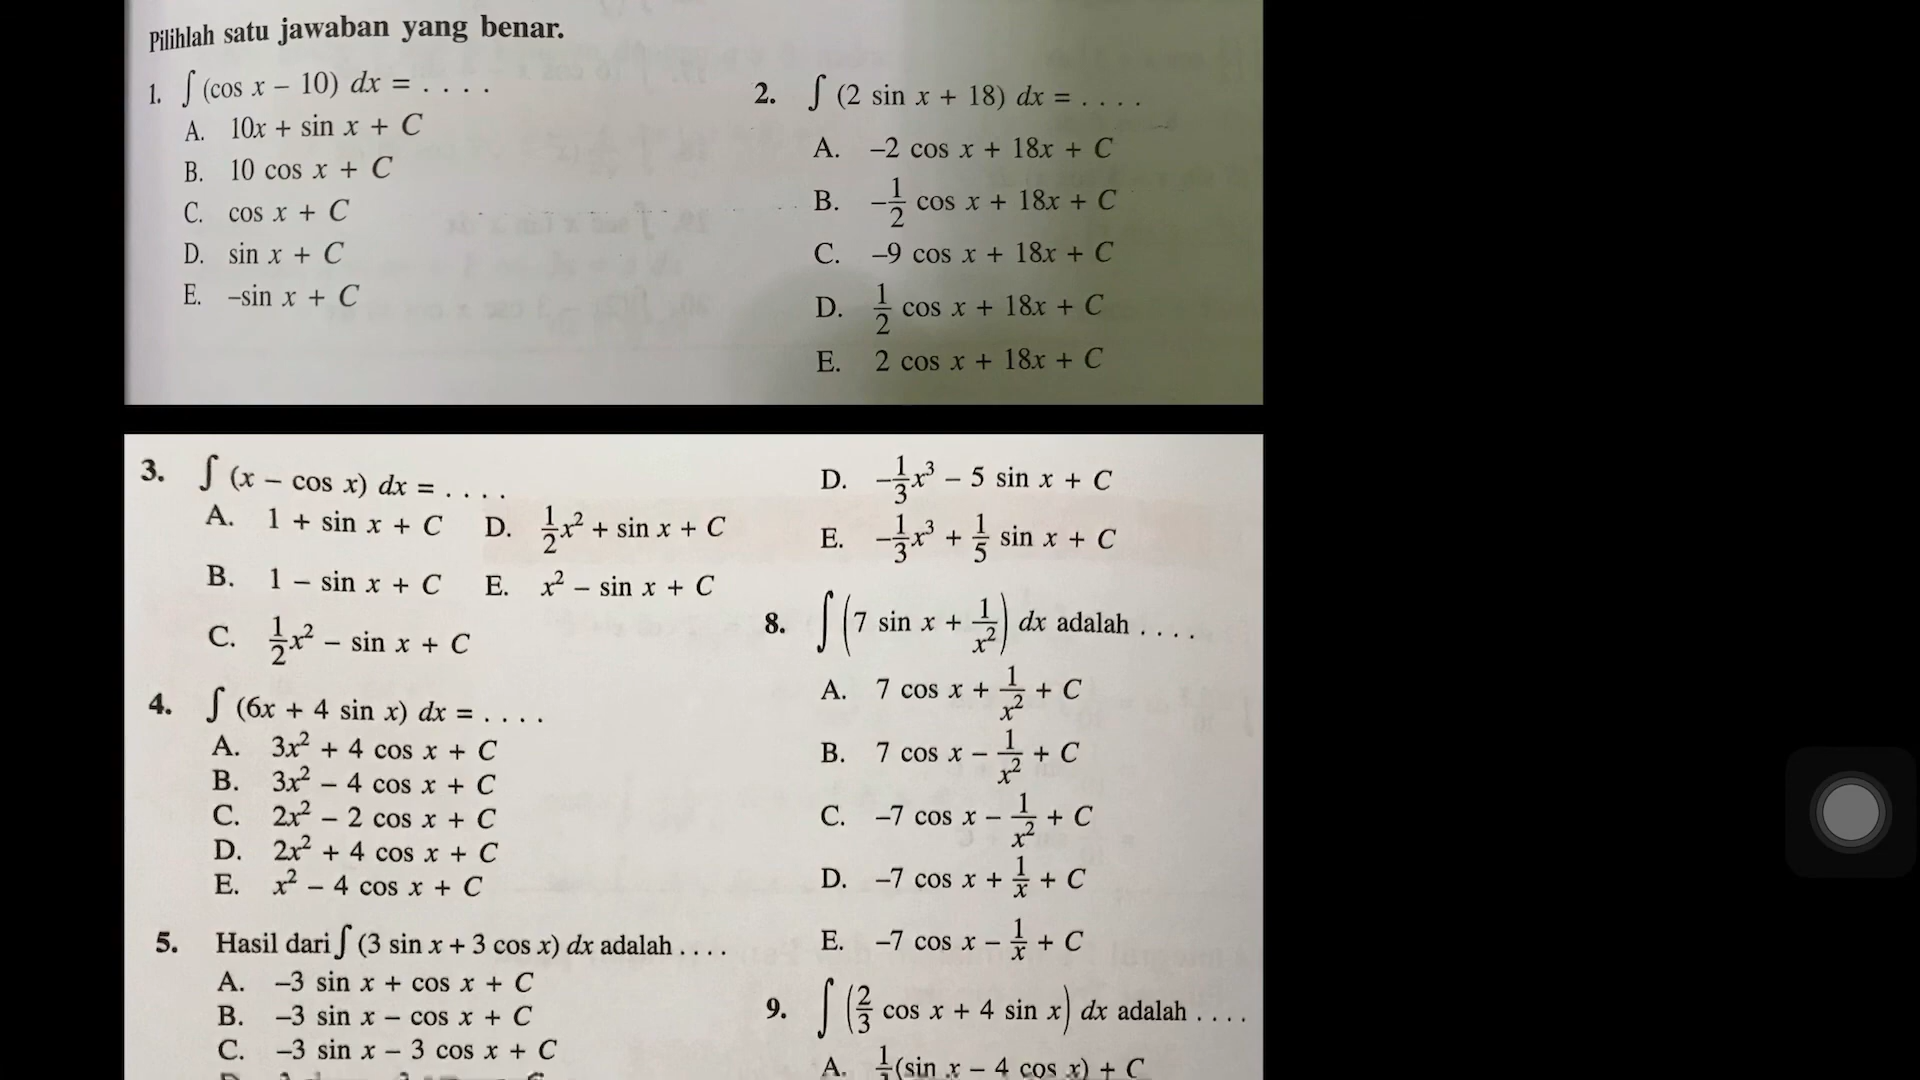 Pilihlah satu jawaban yang benar.
1. ∫ (cos x – 10) dx = . . . .
A. 10x + sin x + C
B. 10 cos x + C
C. cos x + C
D. sin x + C
E. –sin x + C
2. ∫ (2 sin x + 18) dx = . . . .
A. –2 cos x + 18x + C
B. –1/2 cos x + 18x + C
C. –9 cos x + 18x + C
D. 1/2 cos x + 18x + C
E. 2 cos x + 18x + C
3. ∫ (x – cos x) dx = . . . .
A. 1 + sin x + C
B. 1 – sin x + C
C. 1/2x² – sin x + C
D. 1/2x² + sin x + C
E. x² – sin x + C
4. ∫ (6x + 4 sin x) dx = . . . .
A. 3x² + 4 cos x + C
B. 3x² – 4 cos x + C
C. 2x² – 2 cos x + C
D. 2x² + 4 cos x + C
E. x² – 4 cos x + C
5. Hasil dari ∫ (3 sin x + 3 cos x) dx adalah . . . .
A. –3 sin x + cos x + C
B. –3 sin x – cos x + C
C. –3 sin x – 3 cos x + C
D. –1/3x³ – 5 sin x + C
E. –1/3x³ + 1/5 sin x + C
8. ∫ (7 sin x + 1/x²) dx adalah . . . .
A. 7 cos x + 1/x² + C
B. 7 cos x – 1/x² + C
C. –7 cos x – 1/x² + C
D. –7 cos x + 1/x + C
E. –7 cos x – 1/x + C
9. ∫ (2/3 cos x + 4 sin x) dx adalah . . . .
A. (sin x – 4 cos x) + C